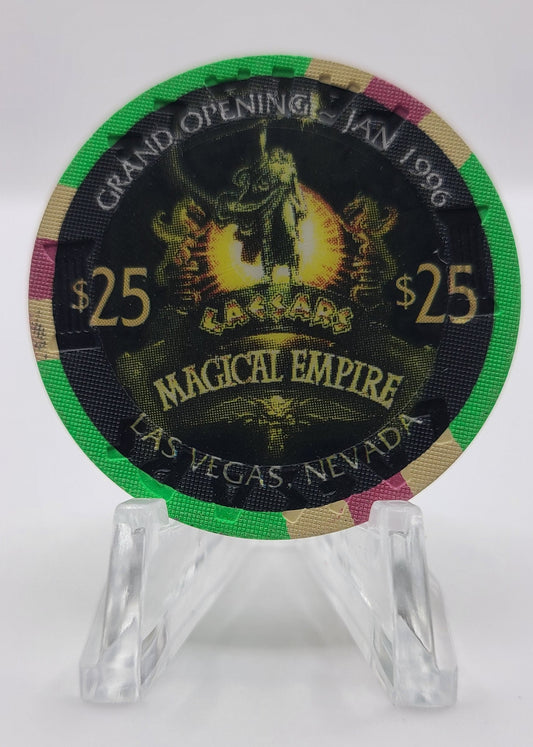 GRAND OPENING ~ JAN 1996
$25 $25
CAESARS
MAGICAL EMPIRE
LAS VEGAS, NEVADA